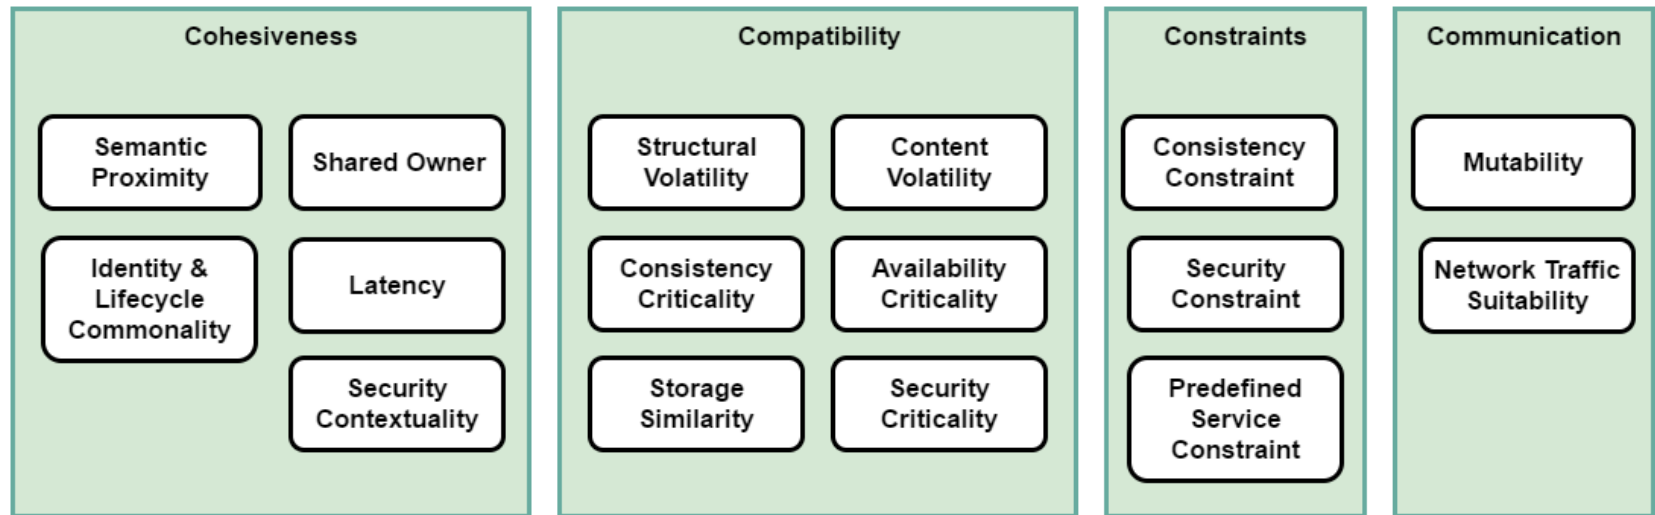 Cohesiveness
Semantic
Proximity
Shared Owner
Identity &
Lifecycle
Commonality
Latency
Security
Contextuality
Compatibility
Structural
Volatility
Content
Volatility
Consistency
Criticality
Availability
Criticality
Storage
Similarity
Security
Criticality
Constraints
Consistency
Constraint
Security
Constraint
Predefined
Service
Constraint
Communication
Mutability
Network Traffic
Suitability